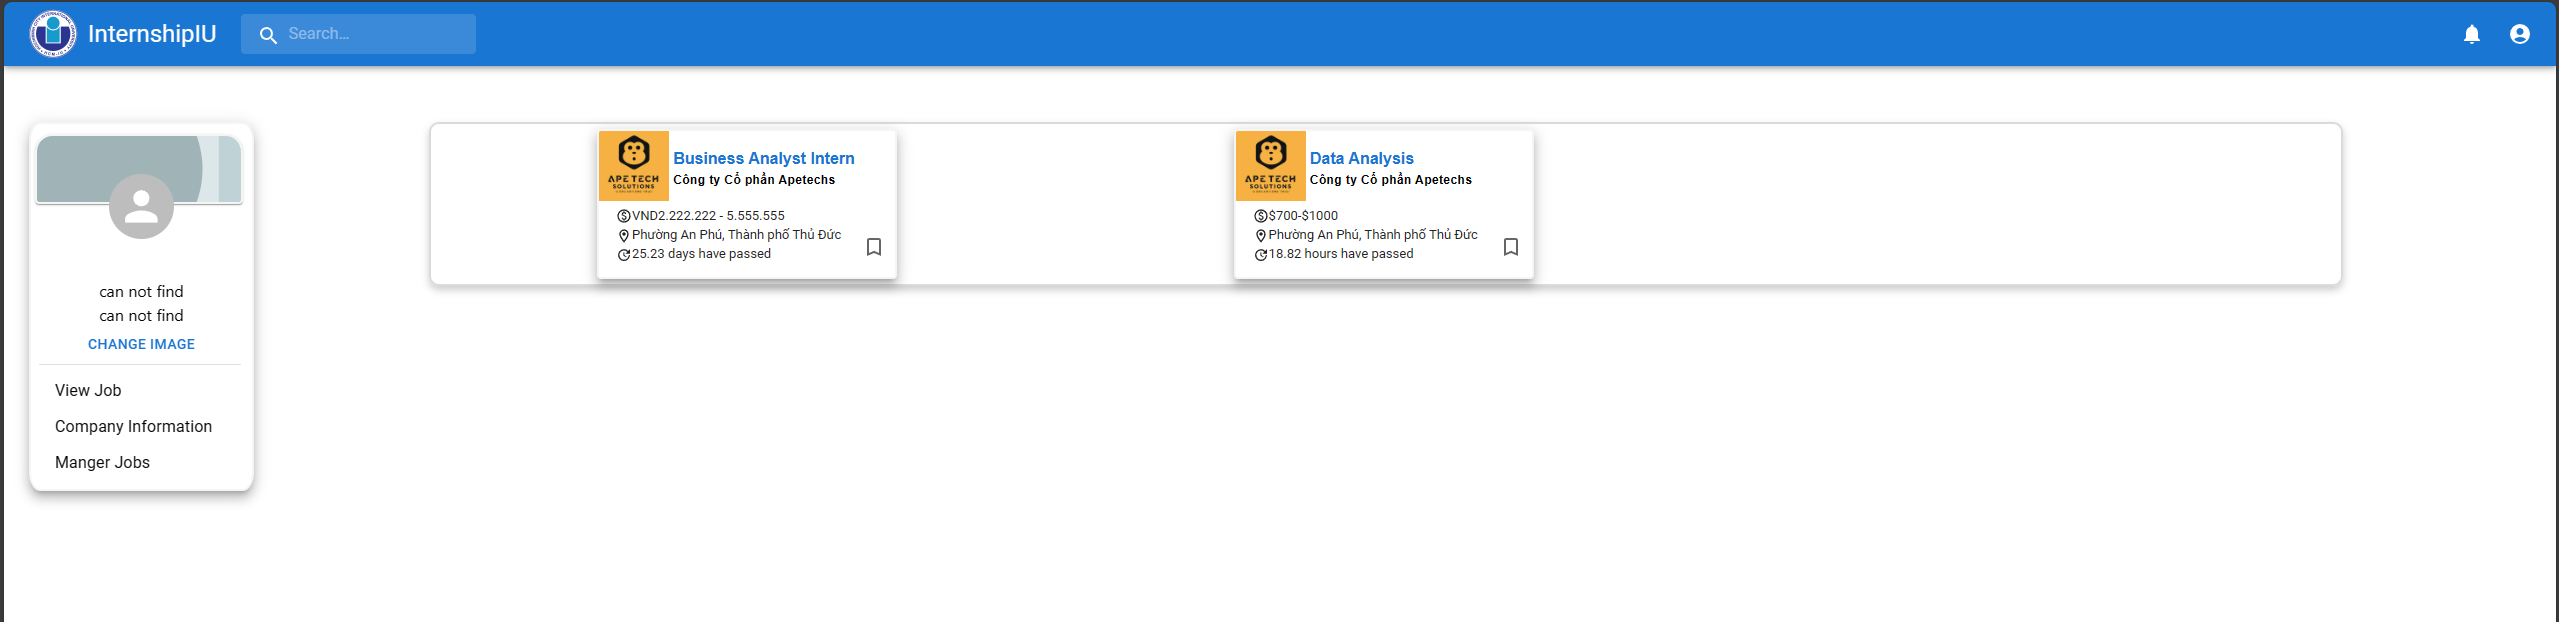 InternshipIU
Search...
can not find
can not find
CHANGE IMAGE
View Job
Company Information
Manger Jobs
APE TECH
SOLUTIONS
Business Analyst Intern
Công ty Cổ phần Apetechs
VND2.222.222 - 5.555.555
Phường An Phú, Thành phố Thủ Đức
25.23 days have passed
APE TECH
SOLUTIONS
Data Analysis
Công ty Cổ phần Apetechs
$700-$1000
Phường An Phú, Thành phố Thủ Đức
18.82 hours have passed